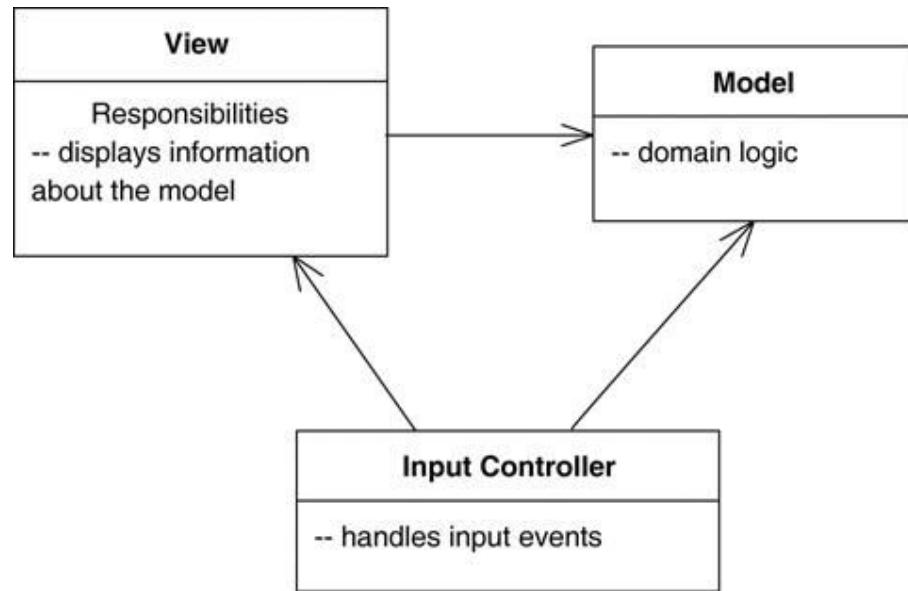 View
Responsibilities
-- displays information
about the model
Model
-- domain logic
Input Controller
-- handles input events